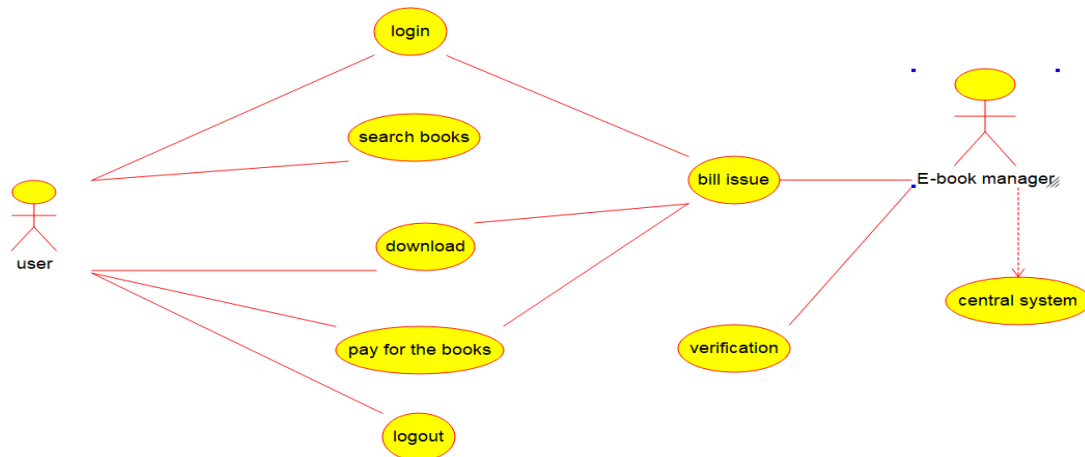 login
search books
bill issue
E-book manager
download
user
central system
pay for the books
verification
logout